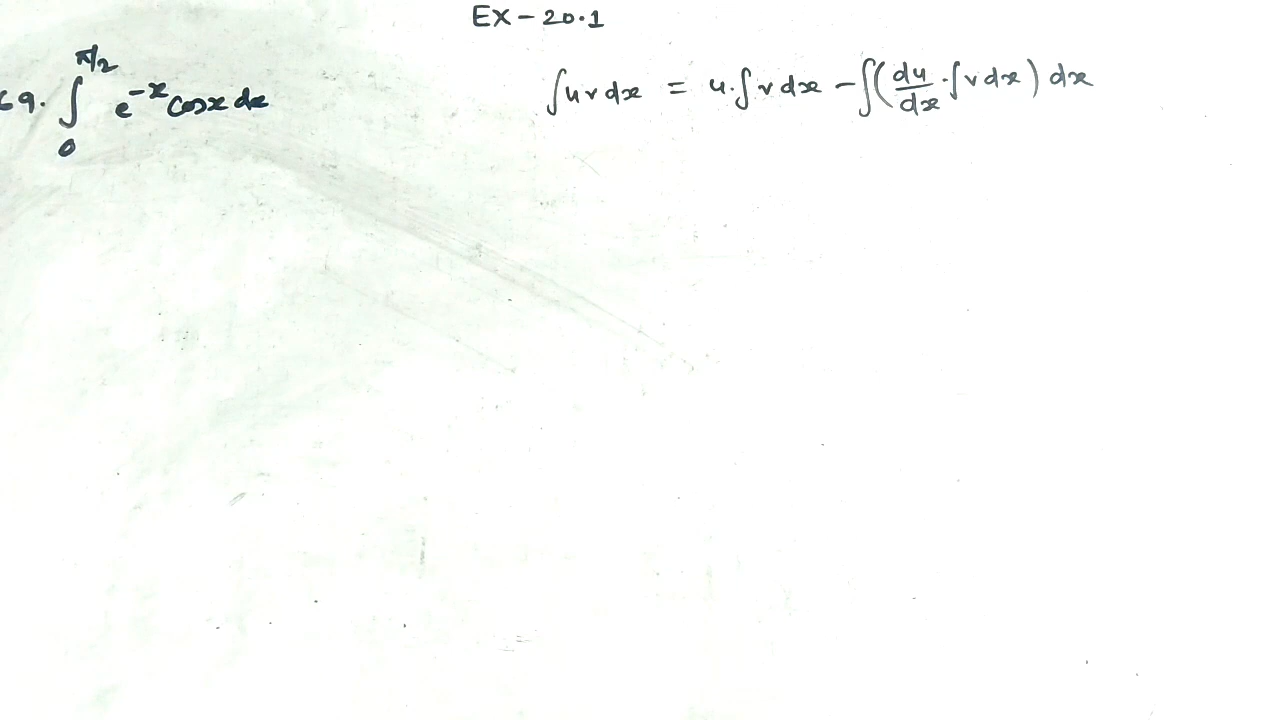 EX - 20.1
69. ∫₀^{π/2} e^{-x} cosx dx
∫uv dx = u.∫v dx - ∫(du/dx . ∫v dx) dx